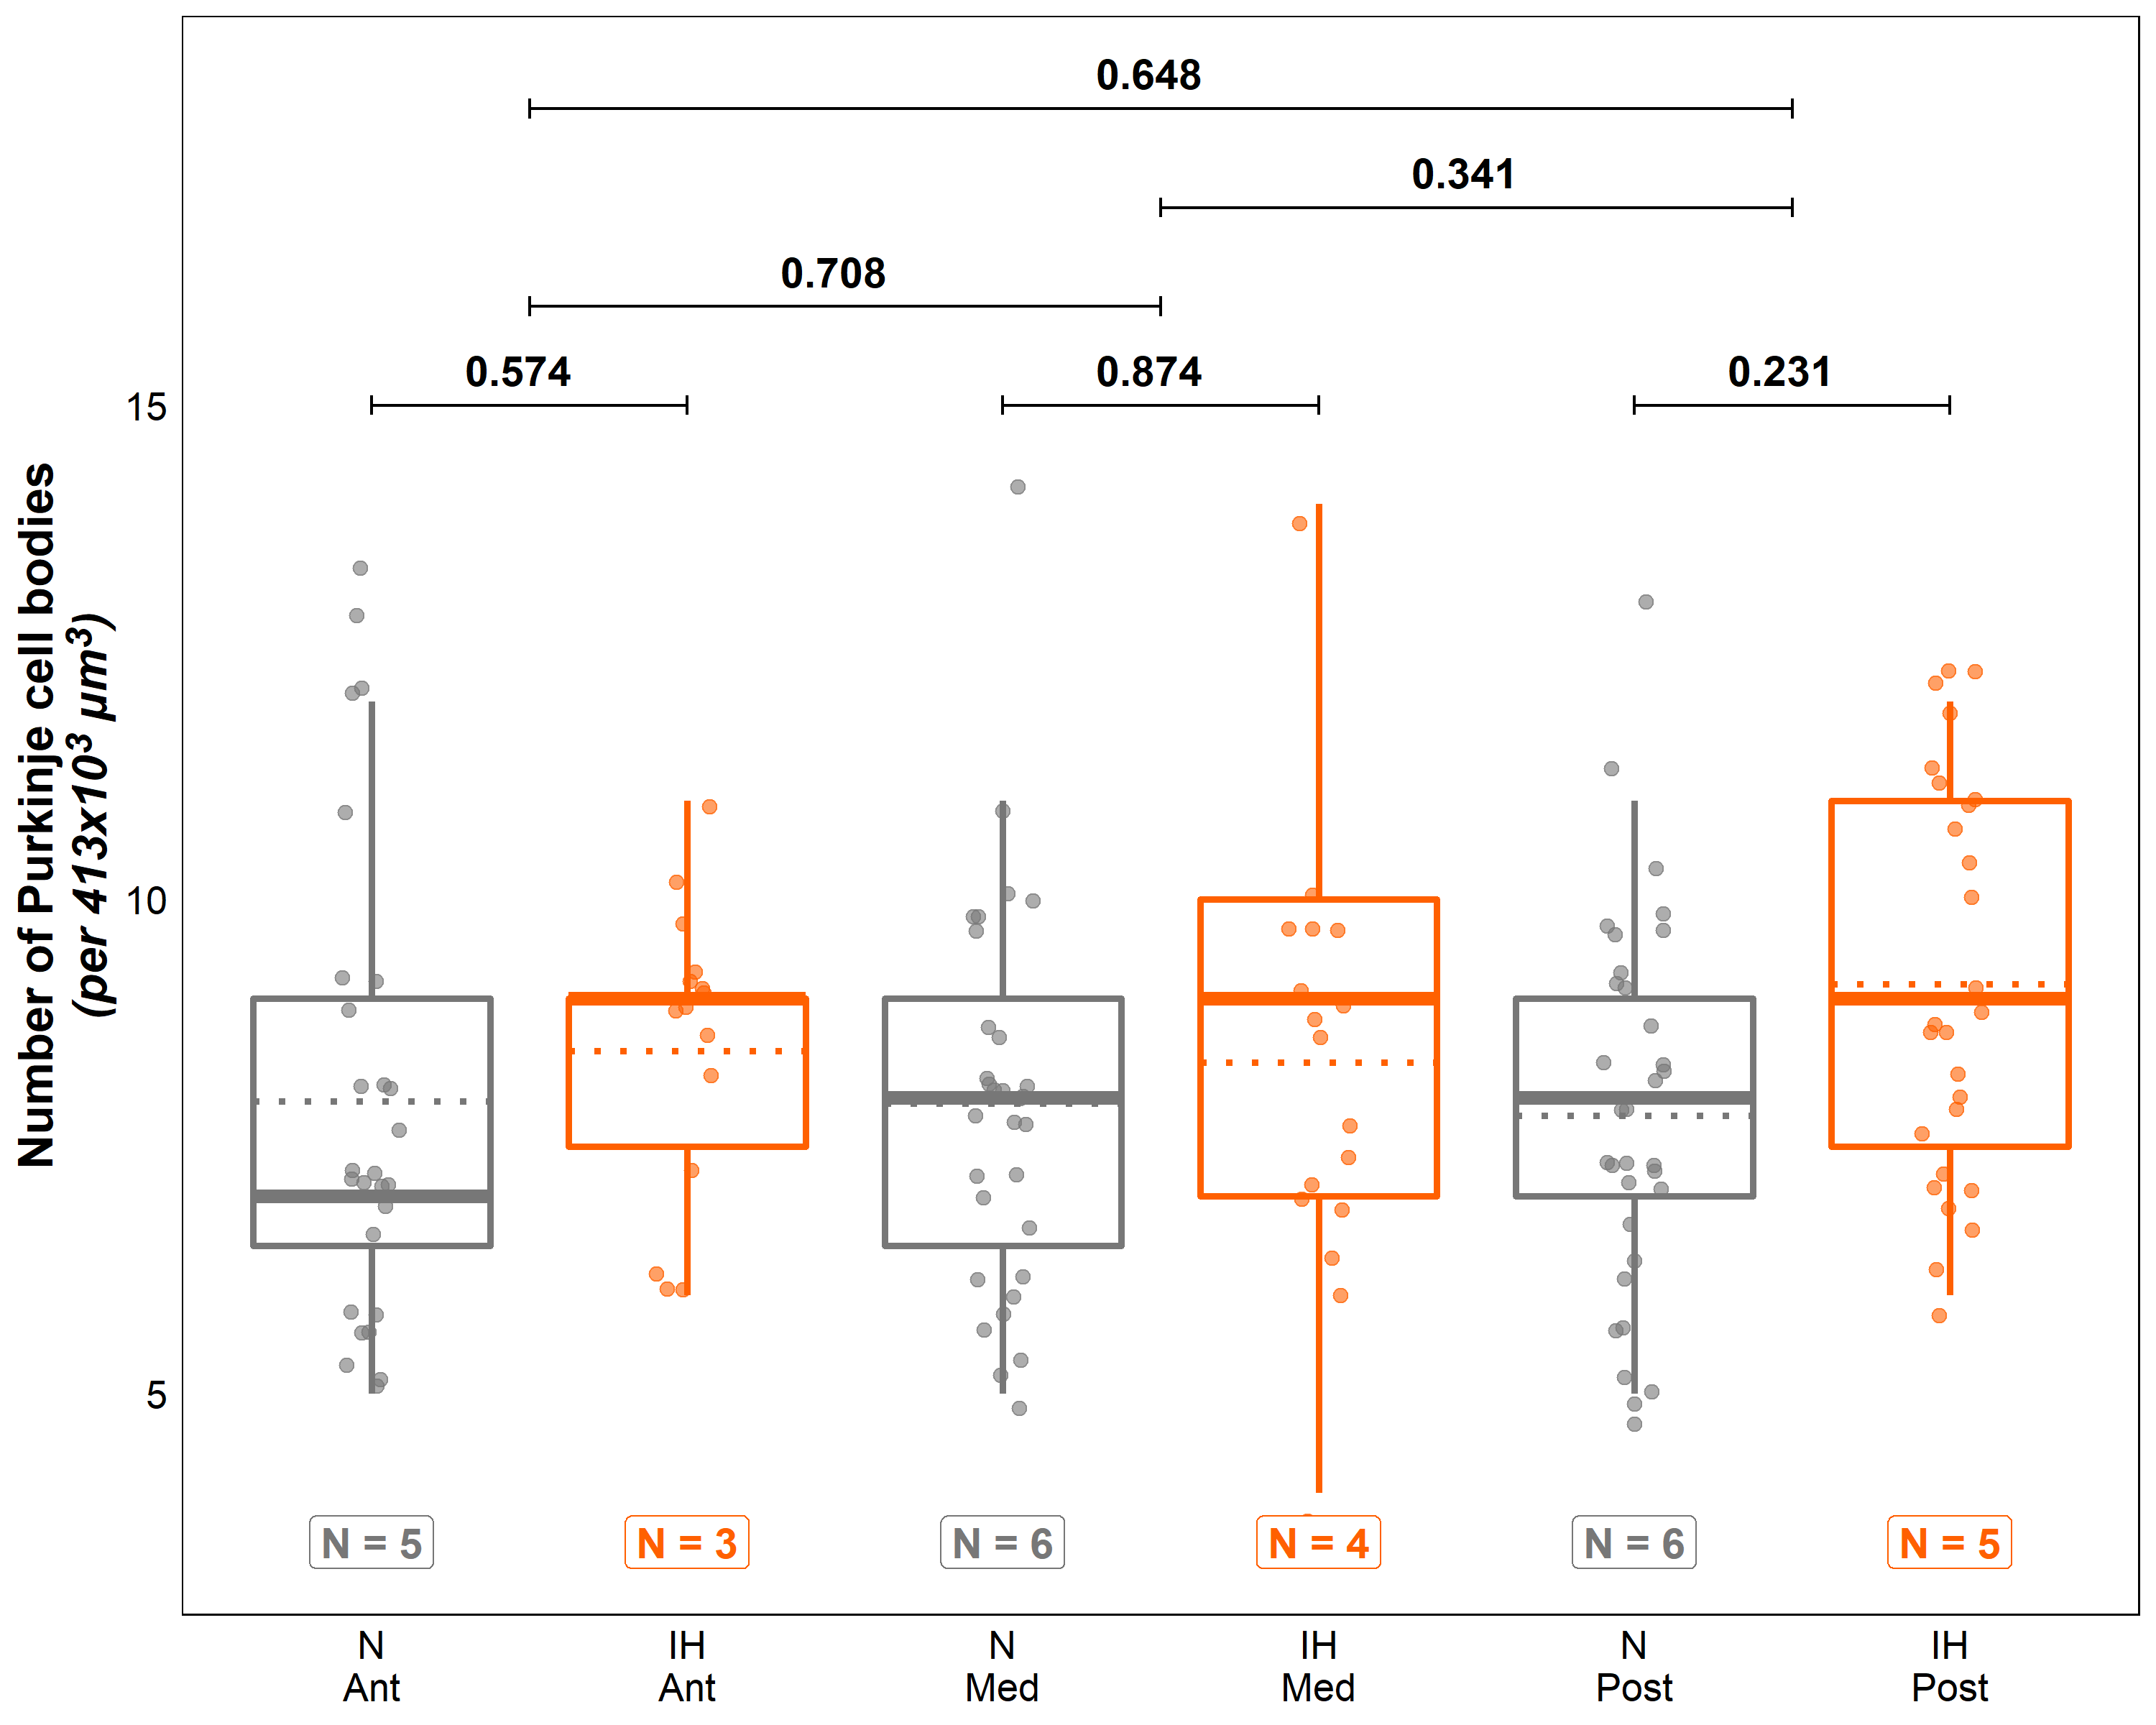 0.648
0.341
0.708
0.574 0.874 0.231
15
10
5
Number of Purkinje cell bodies
(per 413x10³ µm³)
N = 5 N = 3 N = 6 N = 4 N = 6 N = 5
N IH N IH N IH
Ant Ant Med Med Post Post